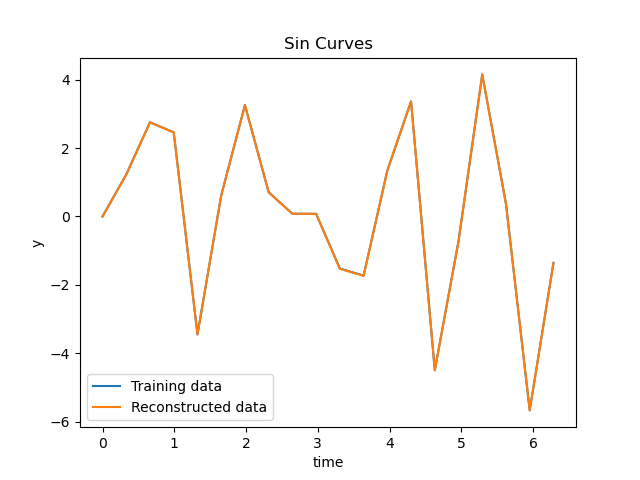 Sin Curves
4
2
0
−2
−4
−6
y
Training data
Reconstructed data
0 1 2 3 4 5 6
time